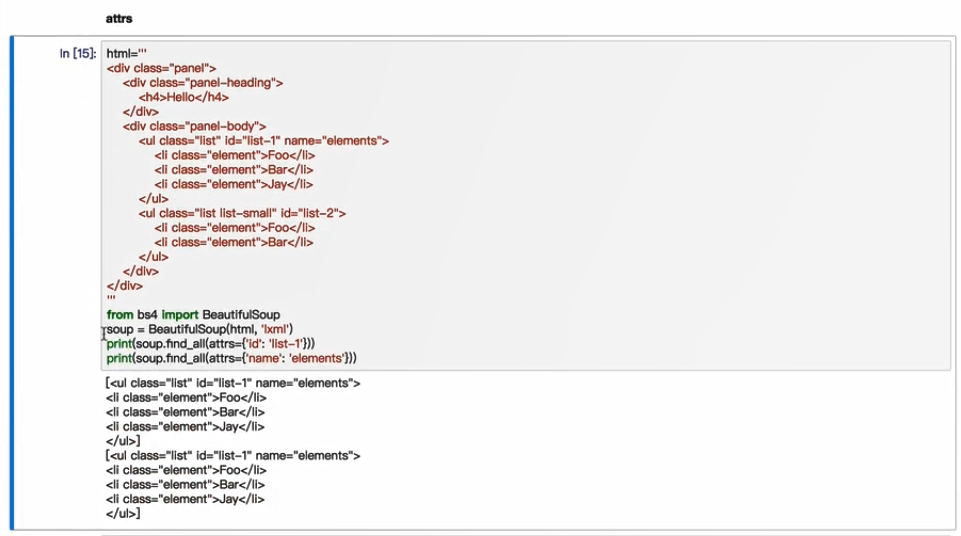 attrs
In [15]:
html='''
<div class="panel">
<div class="panel-heading">
<h4>Hello</h4>
</div>
<div class="panel-body">
<ul class="list" id="list-1" name="elements">
<li class="element">Foo</li>
<li class="element">Bar</li>
<li class="element">Jay</li>
</ul>
<ul class="list list-small" id="list-2">
<li class="element">Foo</li>
<li class="element">Bar</li>
</ul>
</div>
</div>
'''
from bs4 import BeautifulSoup
soup = BeautifulSoup(html, 'lxml')
print(soup.find_all(attrs={'id': 'list-1'}))
print(soup.find_all(attrs={'name': 'elements'}))
[<ul class="list" id="list-1" name="elements">
<li class="element">Foo</li>
<li class="element">Bar</li>
<li class="element">Jay</li>
</ul>]
[<ul class="list" id="list-1" name="elements">
<li class="element">Foo</li>
<li class="element">Bar</li>
<li class="element">Jay</li>
</ul>]